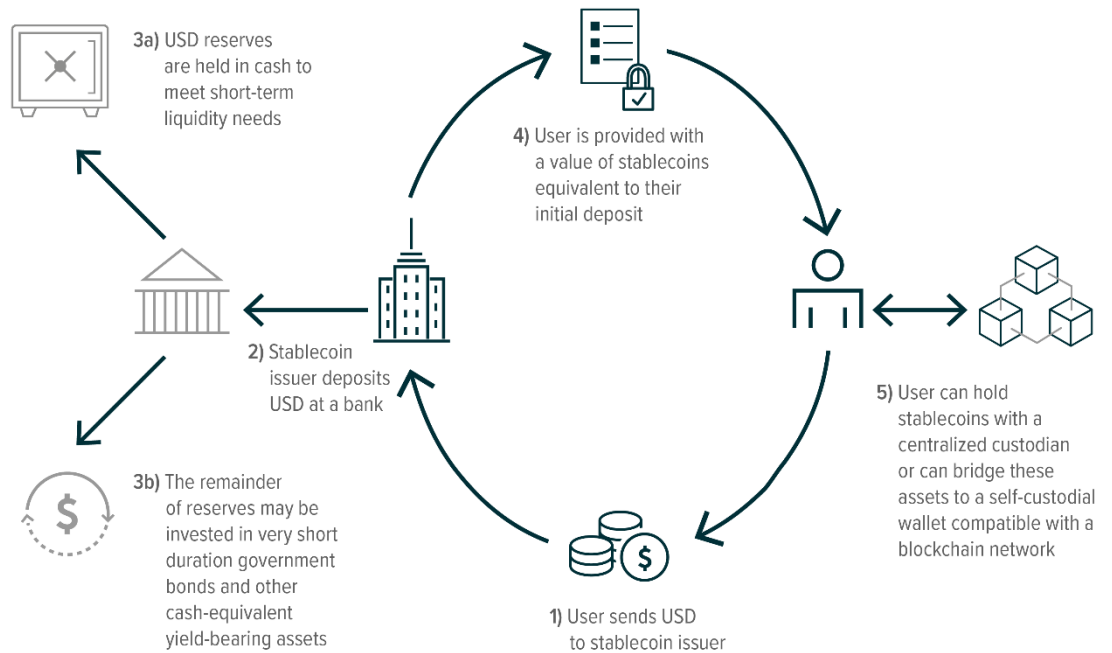 3a) USD reserves
are held in cash to
meet short-term
liquidity needs
4) User is provided with
a value of stablecoins
equivalent to their
initial deposit
2) Stablecoin
issuer deposits
USD at a bank
5) User can hold
stablecoins with a
centralized custodian
or can bridge these
assets to a self-custodial
wallet compatible with a
blockchain network
3b) The remainder
of reserves may be
invested in very short
duration government
bonds and other
cash-equivalent
yield-bearing assets
$
$
1) User sends USD
to stablecoin issuer